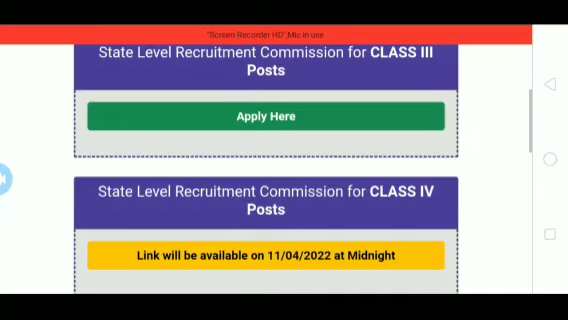 "Screen Recorder HD",Mic in use
State Level Recruitment Commission for CLASS III
Posts
Apply Here
State Level Recruitment Commission for CLASS IV
Posts
Link will be available on 11/04/2022 at Midnight